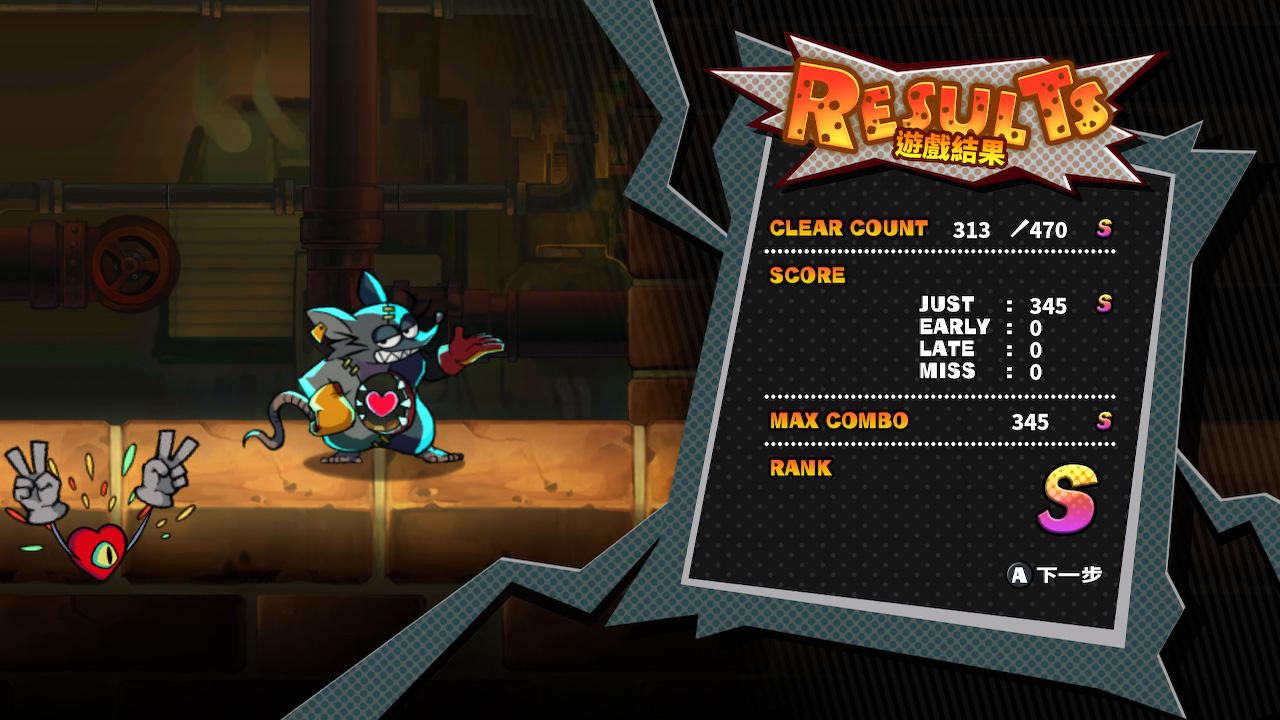 RESULTS
遊戲結果
CLEAR COUNT 313 /470 S
SCORE
JUST : 345 S
EARLY : 0
LATE : 0
MISS : 0
MAX COMBO 345 S
RANK
S
A 下一步